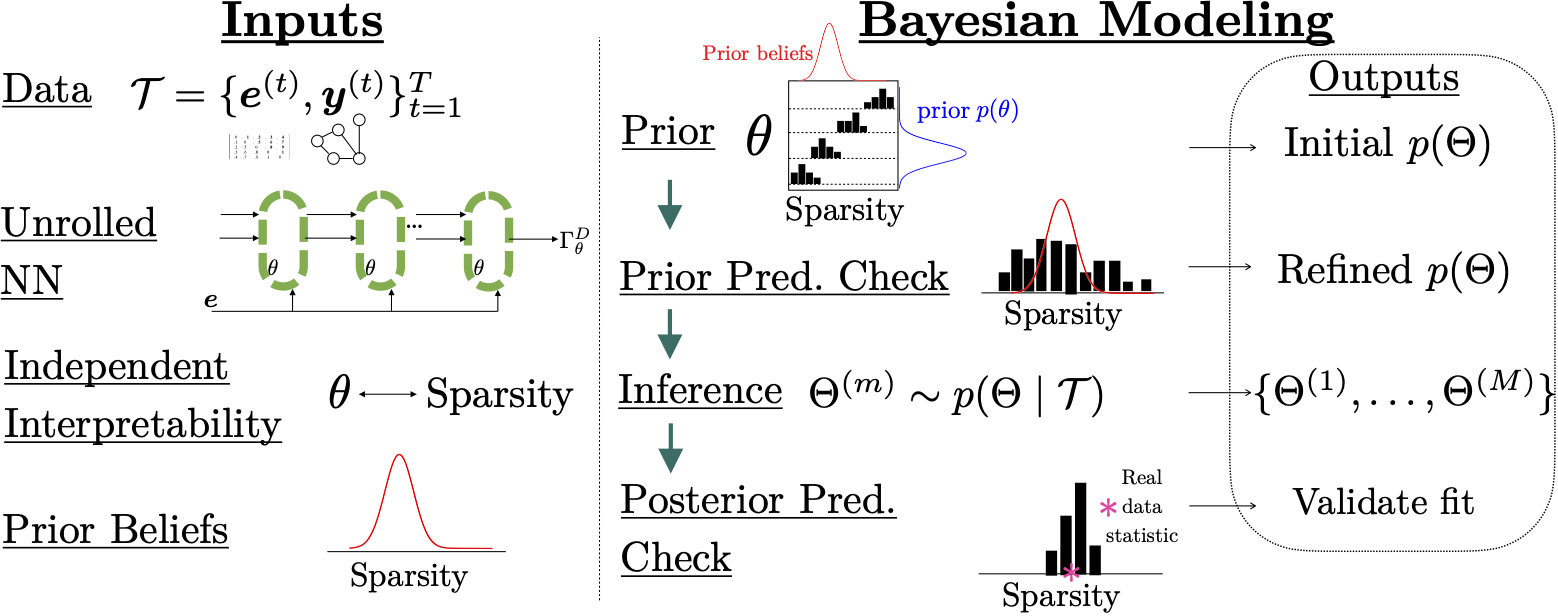 Inputs
Data 𝒯 = {e^(t), y^(t)}_{t=1}^T
Unrolled
NN
θ θ ... θ Γ_θ^D
e
Independent
Interpretability
θ ⟷ Sparsity
Prior Beliefs
Sparsity
Bayesian Modeling
Prior beliefs
prior p(θ)
Prior θ
Sparsity
Prior Pred. Check
Sparsity
Inference Θ^(m) ∼ p(Θ | 𝒯)
Posterior Pred.
Check
Real
* data
statistic
*
Sparsity
Outputs
Initial p(Θ)
Refined p(Θ)
{Θ^(1), . . . , Θ^(M)}
Validate fit